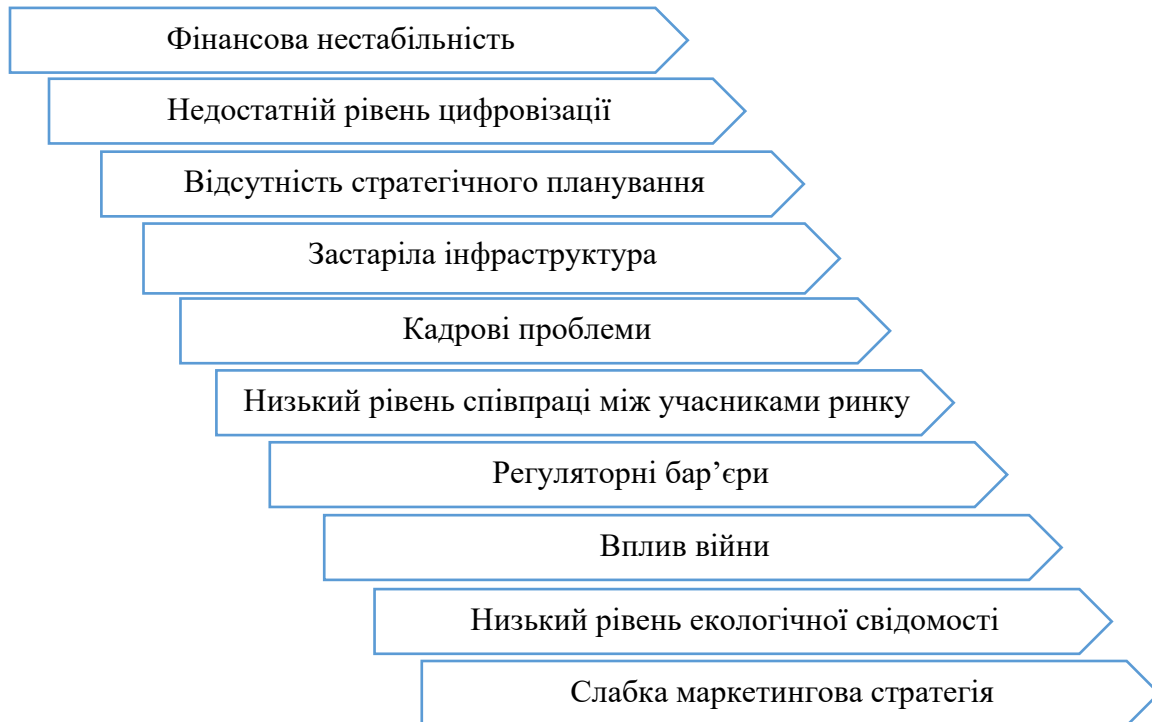 Фінансова нестабільність
Недостатній рівень цифровізації
Відсутність стратегічного планування
Застаріла інфраструктура
Кадрові проблеми
Низький рівень співпраці між учасниками ринку
Регуляторні бар’єри
Вплив війни
Низький рівень екологічної свідомості
Слабка маркетингова стратегія